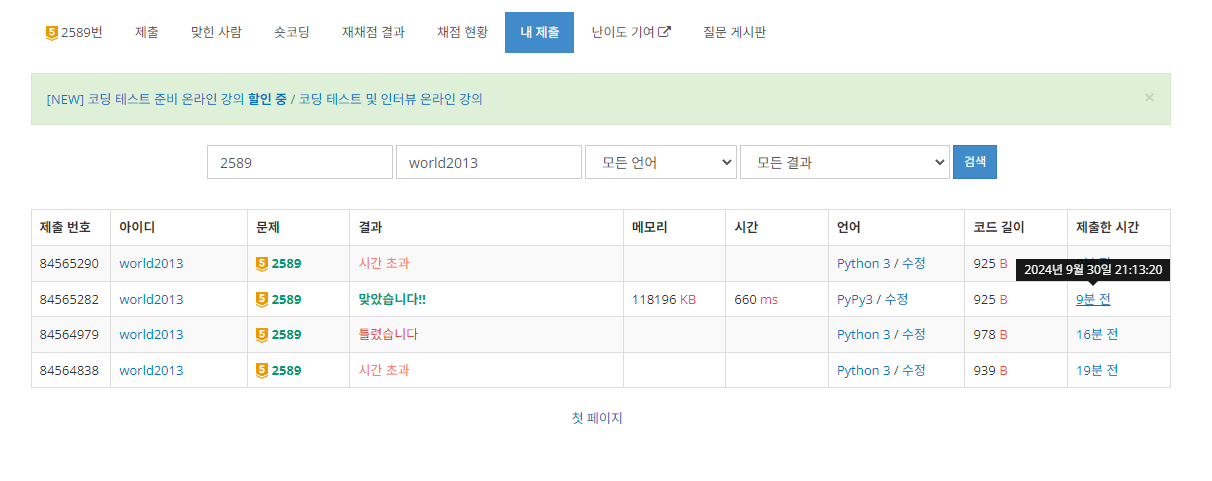 5 2589번 제출 맞힌 사람 숏코딩 재채점 결과 채점 현황 내 제출 난이도 기여 질문 게시판
[NEW] 코딩 테스트 준비 온라인 강의 할인 중 / 코딩 테스트 및 인터뷰 온라인 강의 ×
2589 world2013 모든 언어 모든 결과 검색
제출 번호 아이디 문제 결과 메모리 시간 언어 코드 길이 제출한 시간
84565290 world2013 5 2589 시간 초과 Python 3 / 수정 925 B
2024년 9월 30일 21:13:20
84565282 world2013 5 2589 맞았습니다!! 118196 KB 660 ms PyPy3 / 수정 925 B 9분 전
84564979 world2013 5 2589 틀렸습니다 Python 3 / 수정 978 B 16분 전
84564838 world2013 5 2589 시간 초과 Python 3 / 수정 939 B 19분 전
첫 페이지